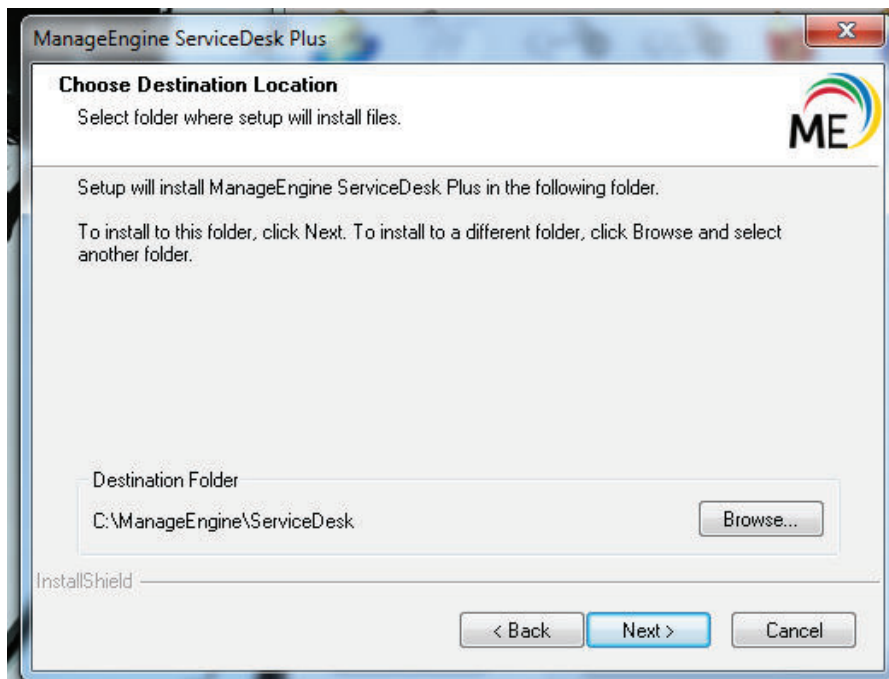 ManageEngine ServiceDesk Plus
X
Choose Destination Location
Select folder where setup will install files.
ME
Setup will install ManageEngine ServiceDesk Plus in the following folder.
To install to this folder, click Next. To install to a different folder, click Browse and select
another folder.
Destination Folder
C:\ManageEngine\ServiceDesk
Browse...
InstallShield
< Back
Next >
Cancel